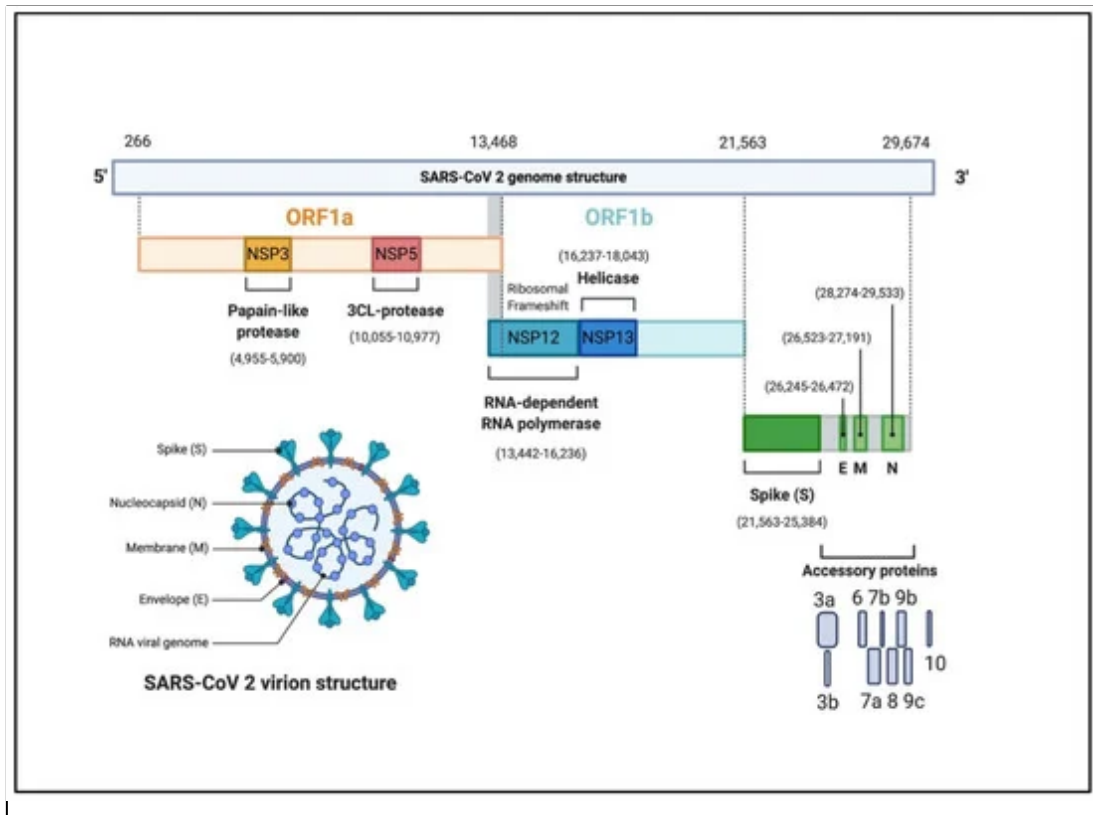 266 13,468 21,563 29,674
5' SARS-CoV 2 genome structure 3'
ORF1a ORF1b
NSP3 NSP5
(16,237-18,043)
Helicase
Ribosomal
Frameshift
(28,274-29,533)
Papain-like
protease
(4,955-5,900)
3CL-protease
(10,055-10,977)
NSP12 NSP13
(26,523-27,191)
(26,245-26,472)
RNA-dependent
RNA polymerase
(13,442-16,236)
E M N
Spike (S)
(21,563-25,384)
Spike (S)
Nucleocapsid (N)
Membrane (M)
Envelope (E)
RNA viral genome
SARS-CoV 2 virion structure
Accessory proteins
3a 6 7b 9b
10
3b 7a 8 9c